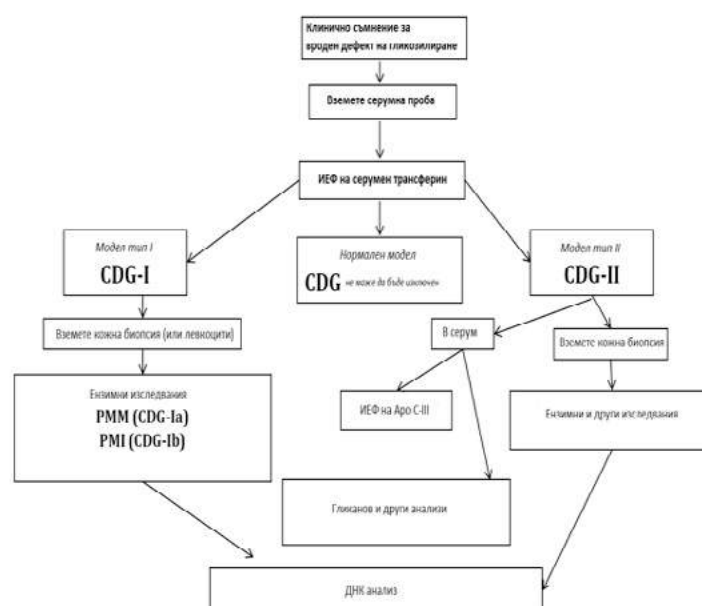 Клинично съмнение за
вроден дефект на гликозилиране
Вземете серумна проба
ИЕФ на серумен трансферин
Модел тип I
CDG-I
Нормален модел
CDG не може да бъде изключен
Модел тип II
CDG-II
Вземете кожна биопсия (или левкоцити)
В серум
Вземете кожна биопсия
Ензимни изследвания
PMM (CDG-Ia)
PMI (CDG-Ib)
ИЕФ на Apo C-III
Ензимни и други изследвания
Гликанов и други анализи
ДНК анализ